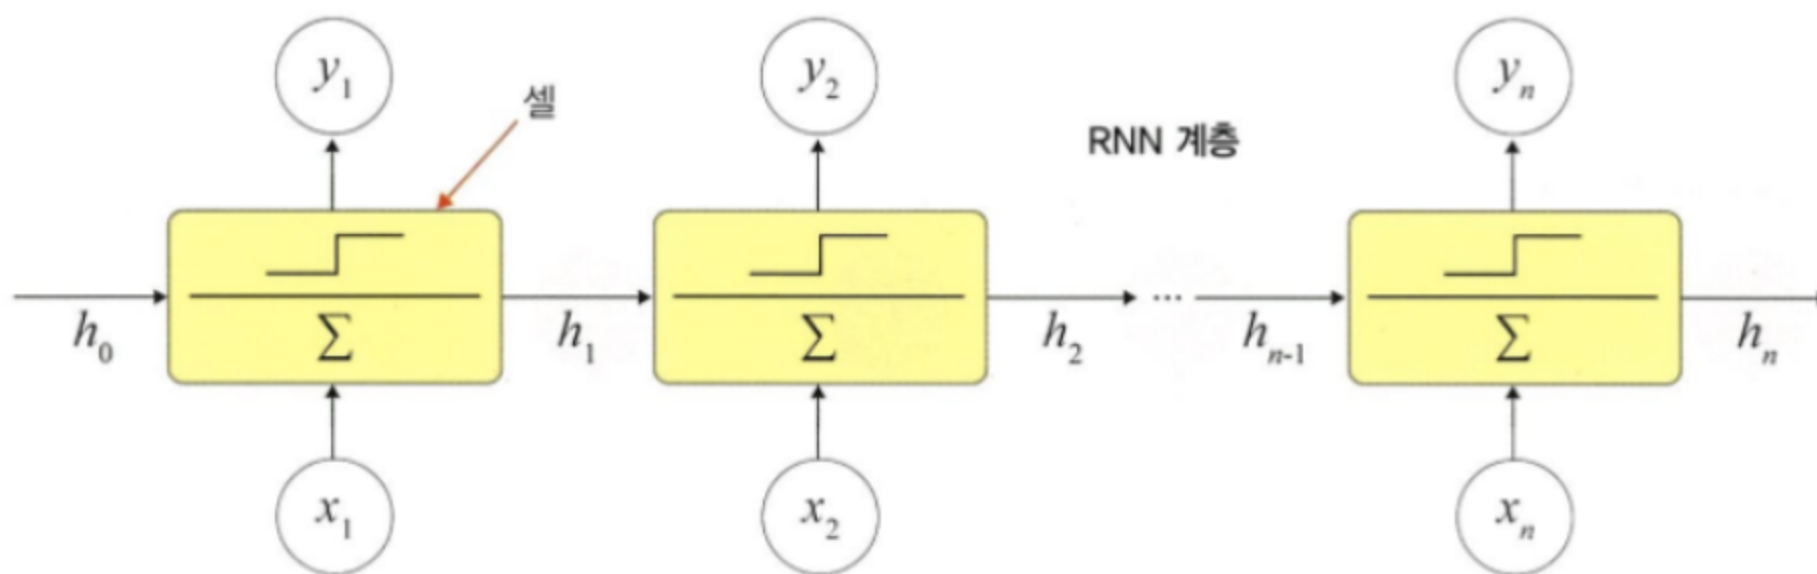 y₁ y₂ yₙ
셀
RNN 계층
h₀ ∑ h₁ ∑ h₂ ... hₙ₋₁ ∑ hₙ
x₁ x₂ xₙ